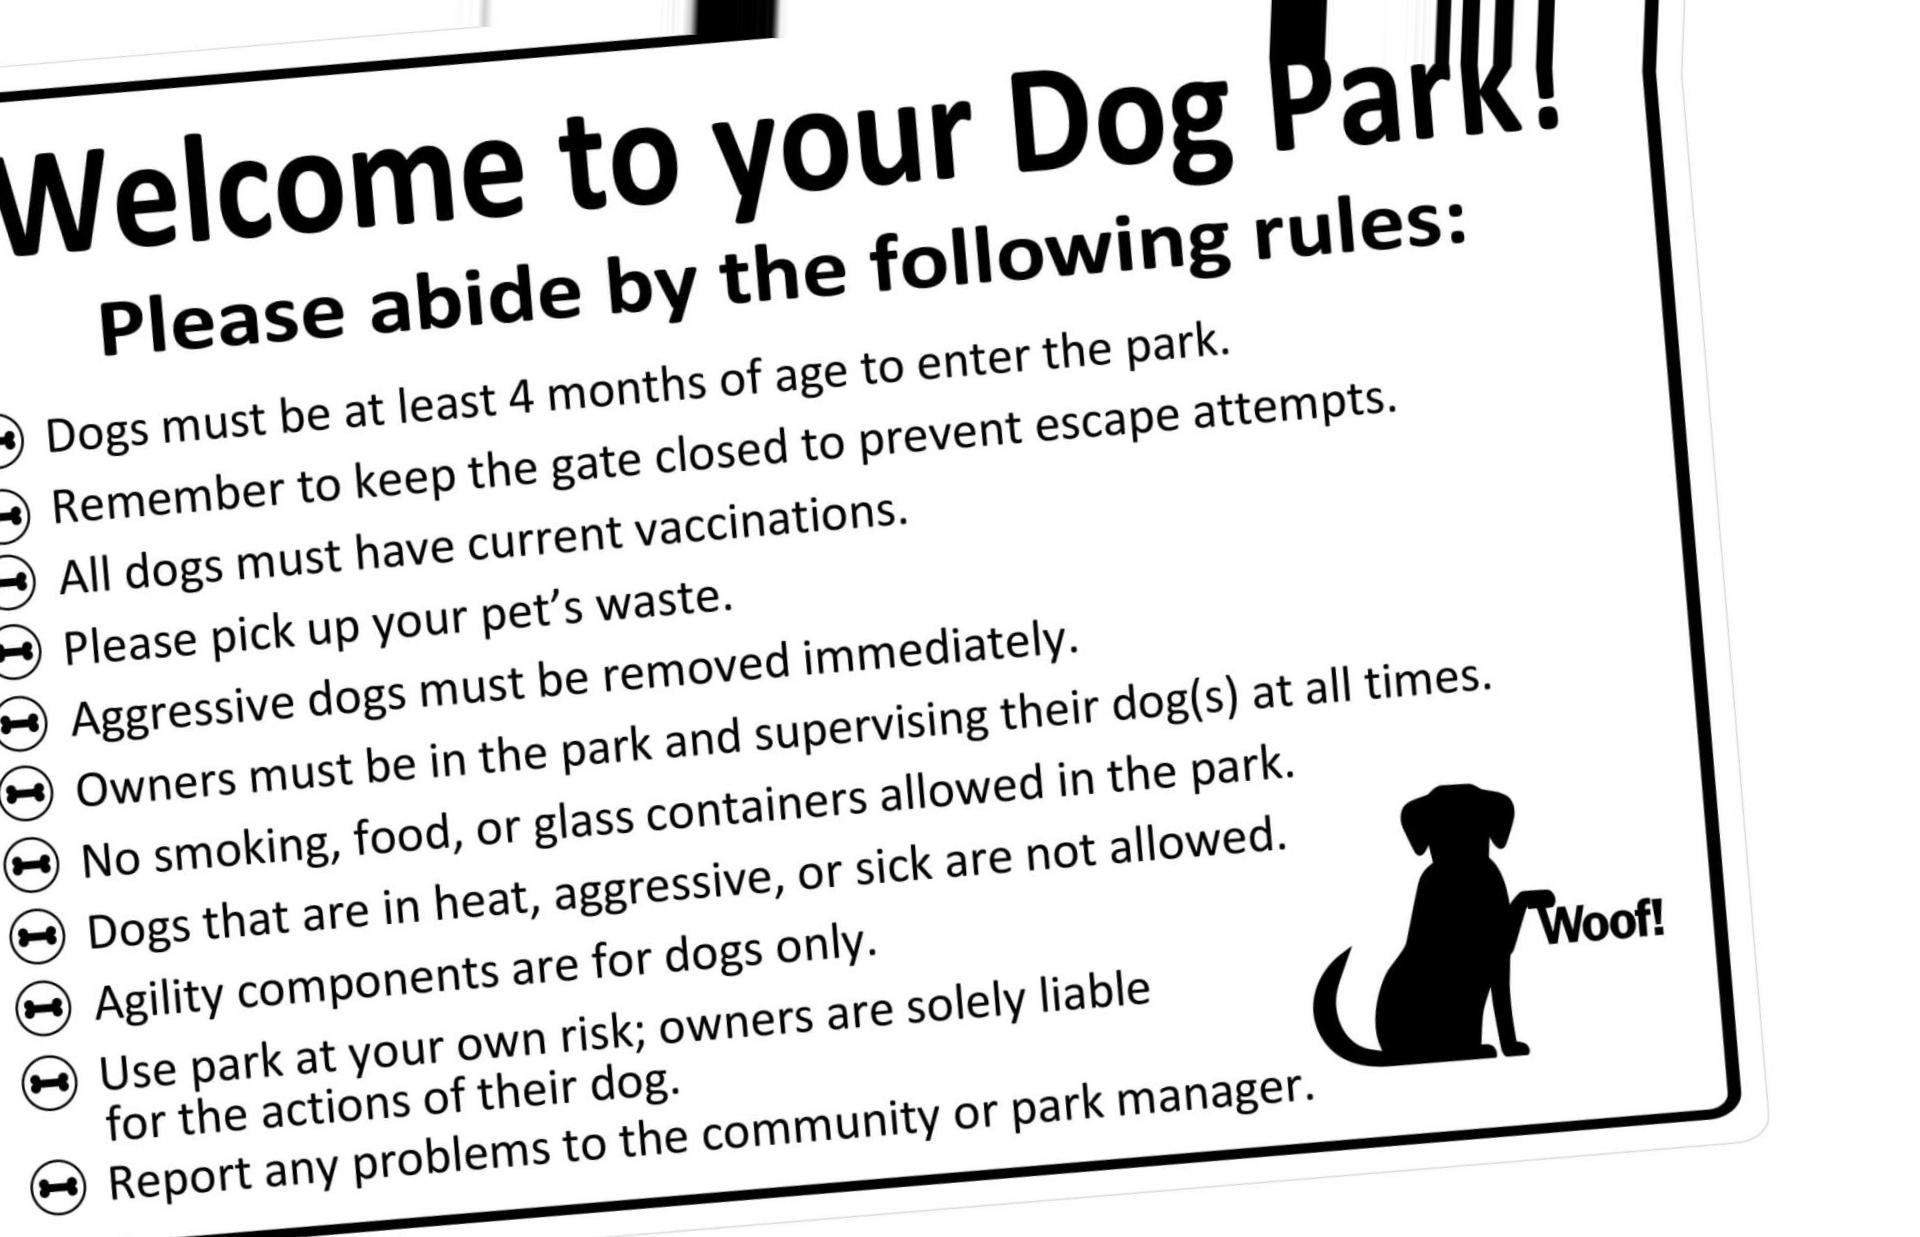 Welcome to your Dog Park!
Please abide by the following rules:
Dogs must be at least 4 months of age to enter the park.
Remember to keep the gate closed to prevent escape attempts.
All dogs must have current vaccinations.
Please pick up your pet’s waste.
Aggressive dogs must be removed immediately.
Owners must be in the park and supervising their dog(s) at all times.
No smoking, food, or glass containers allowed in the park.
Dogs that are in heat, aggressive, or sick are not allowed.
Agility components are for dogs only.
Use park at your own risk; owners are solely liable
for the actions of their dog.
Report any problems to the community or park manager.
Woof!